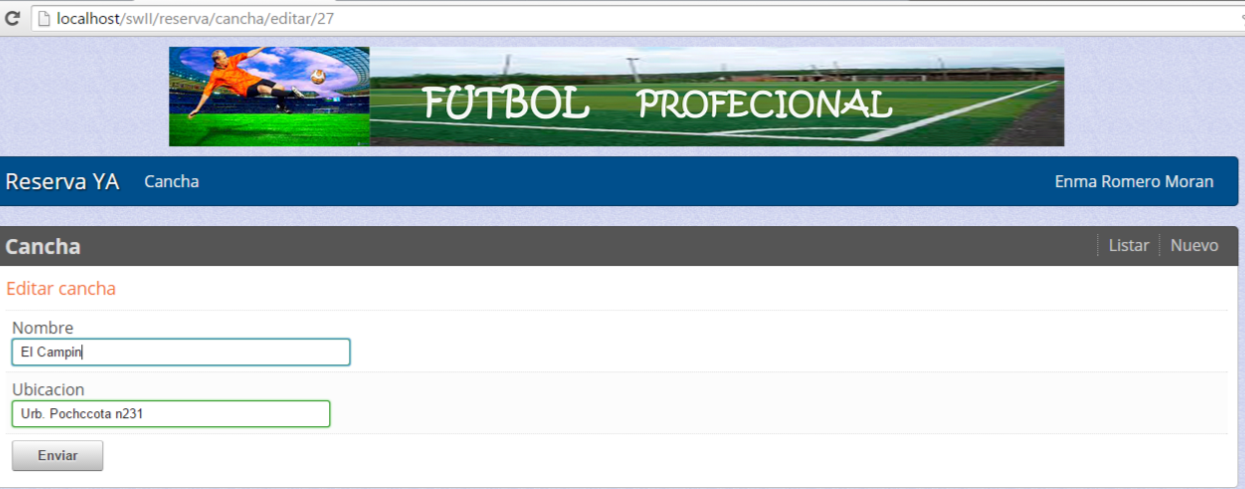 localhost/swII/reserva/cancha/editar/27
FUTBOL PROFECIONAL
Reserva YA Cancha Enma Romero Moran
Cancha Listar Nuevo
Editar cancha
Nombre
El Campin
Ubicacion
Urb. Pochccota n231
Enviar